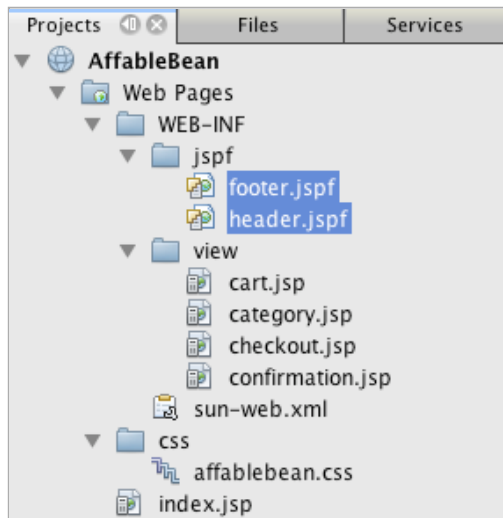 Projects Files Services
AffableBean
Web Pages
WEB-INF
jspf
footer.jspf
header.jspf
view
cart.jsp
category.jsp
checkout.jsp
confirmation.jsp
sun-web.xml
css
affablebean.css
index.jsp